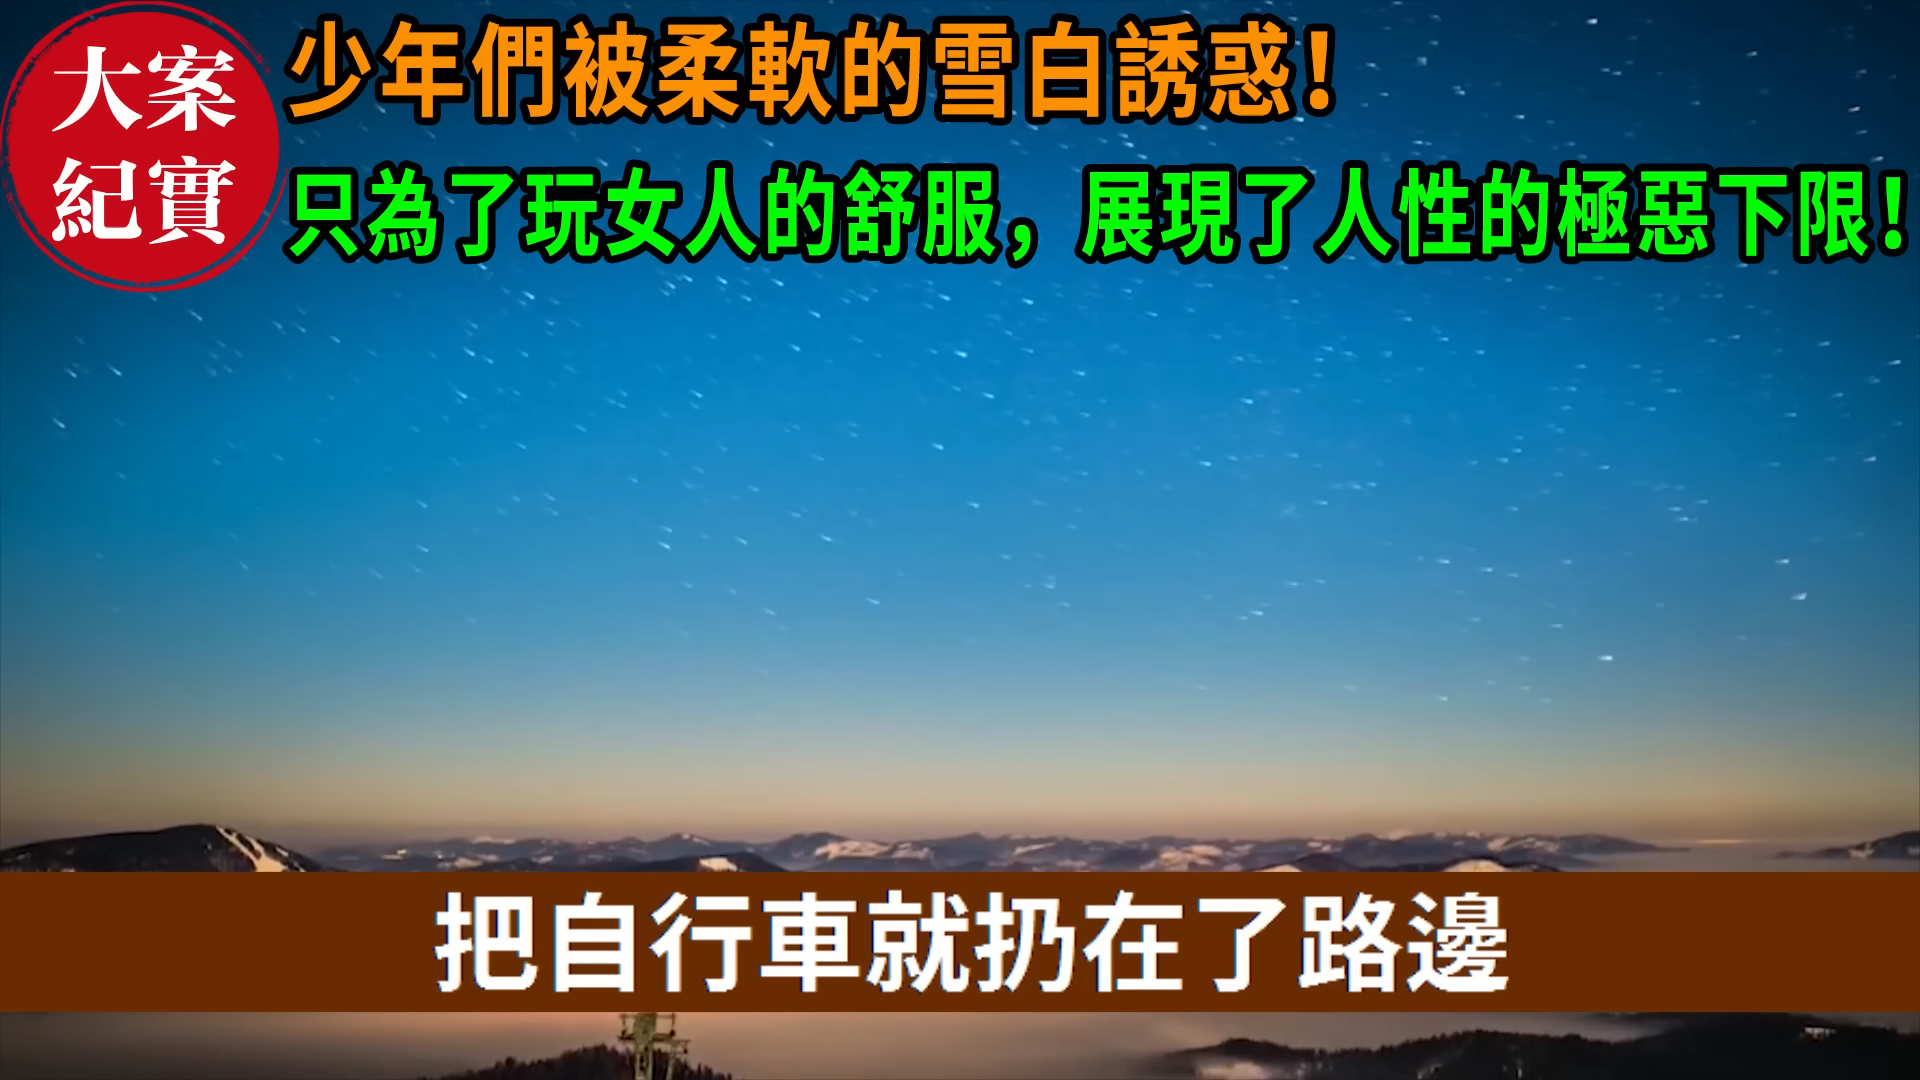 大案
紀實
少年們被柔軟的雪白誘惑！
只為了玩女人的舒服，展現了人性的極惡下限！
把自行車就扔在了路邊